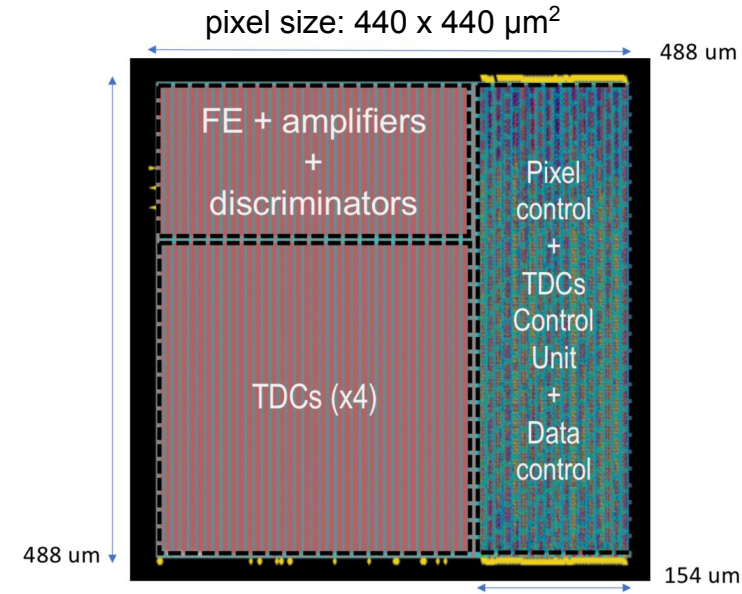 pixel size: 440 x 440 µm²
488 um
FE + amplifiers
+
discriminators
Pixel
control
+
TDCs
Control
Unit
+
Data
control
TDCs (x4)
488 um
154 um